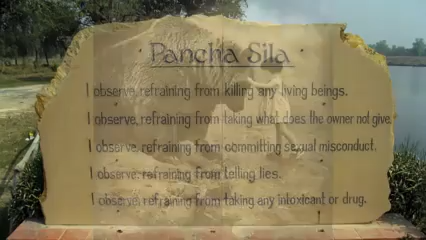 Pancha Sila
I observe, refraining from killing any living beings.
I observe, refraining from taking what does the owner not give.
I observe, refraining from committing sexual misconduct.
I observe, refraining from telling lies.
I observe, refraining from taking any intoxicant or drug.